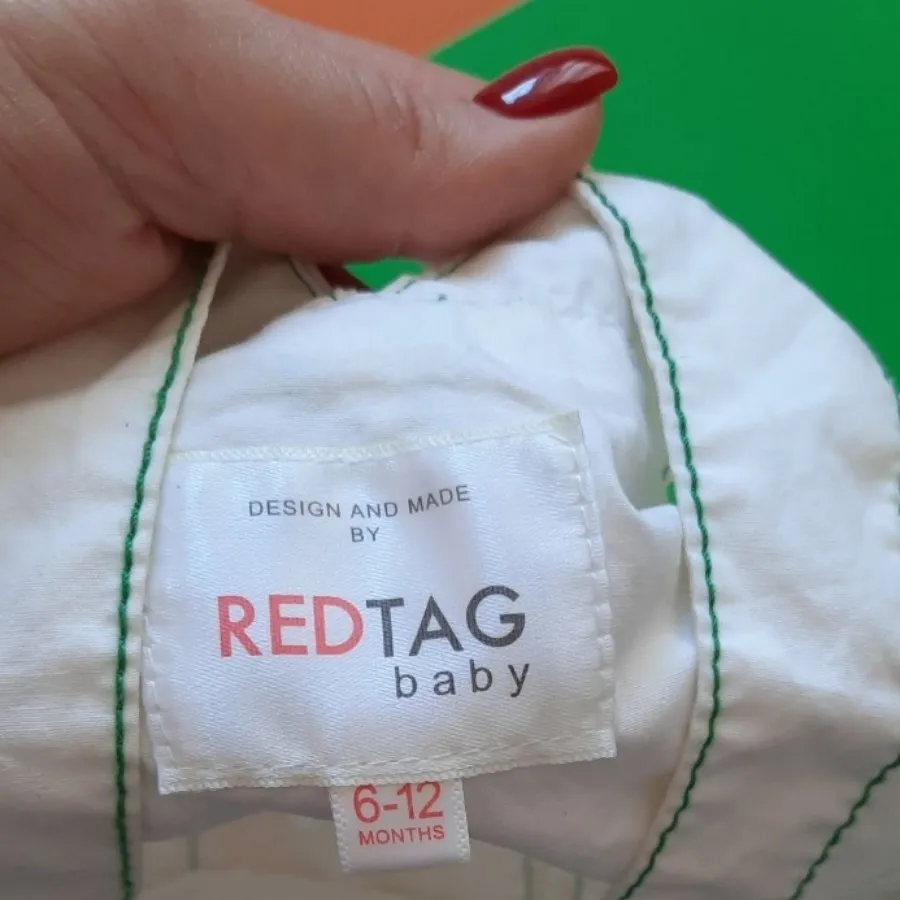 DESIGN AND MADE
BY
REDTAG
baby
6-12
MONTHS